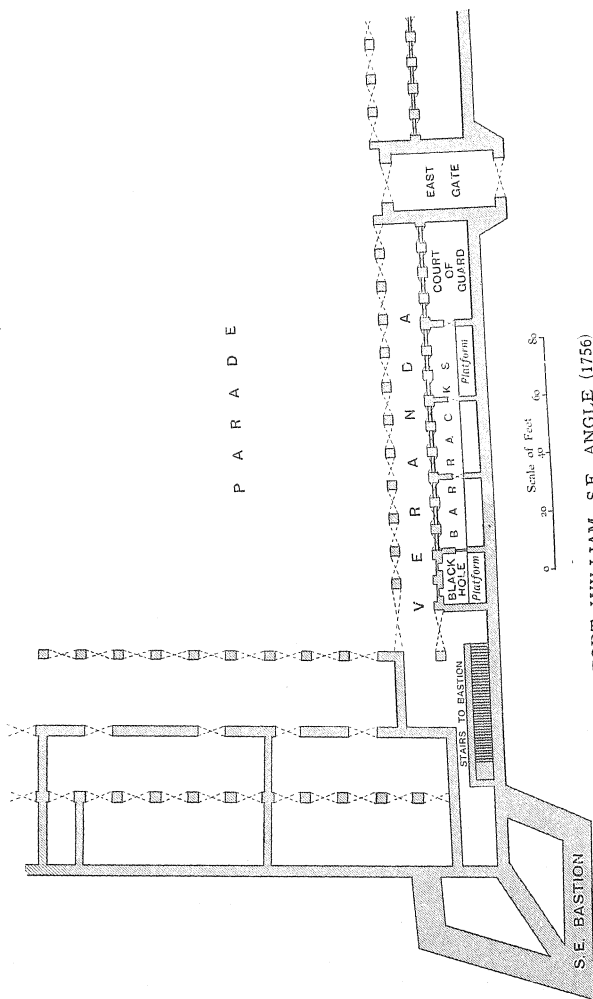 PARADE
VERANDA
EAST
GATE
COURT
OF
GUARD
BARRACKS
Platform
BLACK
HOLE
Platform
STAIRS TO BASTION
S.E. BASTION
Scale of Feet
0 20 40 60 80
WILLIAM, S.E. ANGLE (1756)